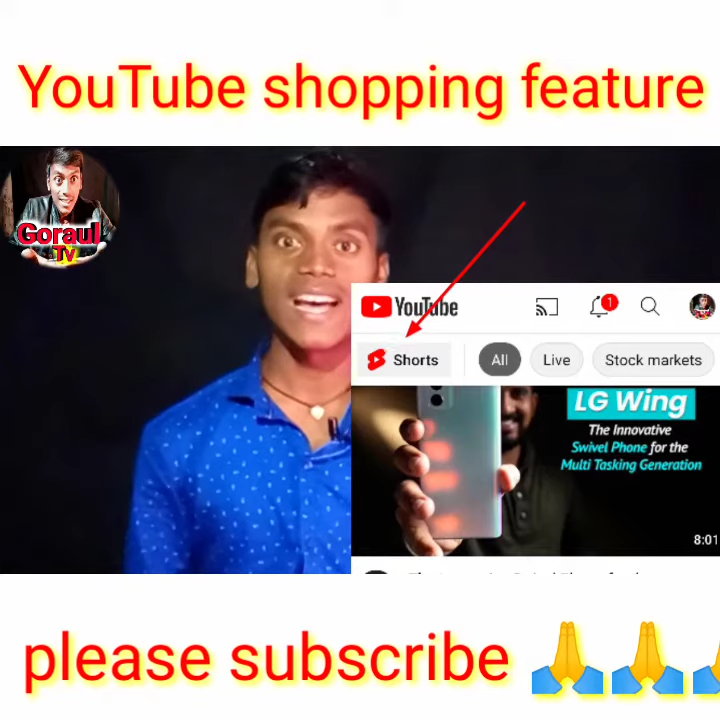 YouTube shopping feature
Goraul
Tv
YouTube
1
Shorts
All
Live
Stock markets
LG Wing
The Innovative
Swivel Phone for the
Multi Tasking Generation
8:01
please subscribe 🙏🙏🙏